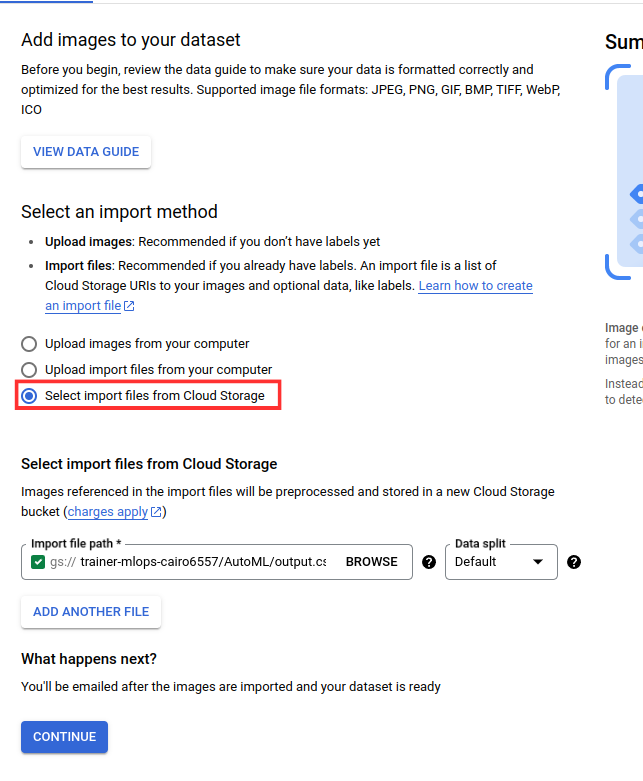 Add images to your dataset
Before you begin, review the data guide to make sure your data is formatted correctly and
optimized for the best results. Supported image file formats: JPEG, PNG, GIF, BMP, TIFF, WebP,
ICO
VIEW DATA GUIDE
Select an import method
• Upload images: Recommended if you don't have labels yet
• Import files: Recommended if you already have labels. An import file is a list of
Cloud Storage URIs to your images and optional data, like labels. Learn how to create
an import file
Upload images from your computer
Upload import files from your computer
Select import files from Cloud Storage
Select import files from Cloud Storage
Images referenced in the import files will be preprocessed and stored in a new Cloud Storage
bucket (charges apply)
Import file path *
gs:// trainer-mlops-cairo6557/AutoML/output.cs
BROWSE
Data split
Default
ADD ANOTHER FILE
What happens next?
You'll be emailed after the images are imported and your dataset is ready
CONTINUE
Sum
Image
for an i
images
Instead
to dete